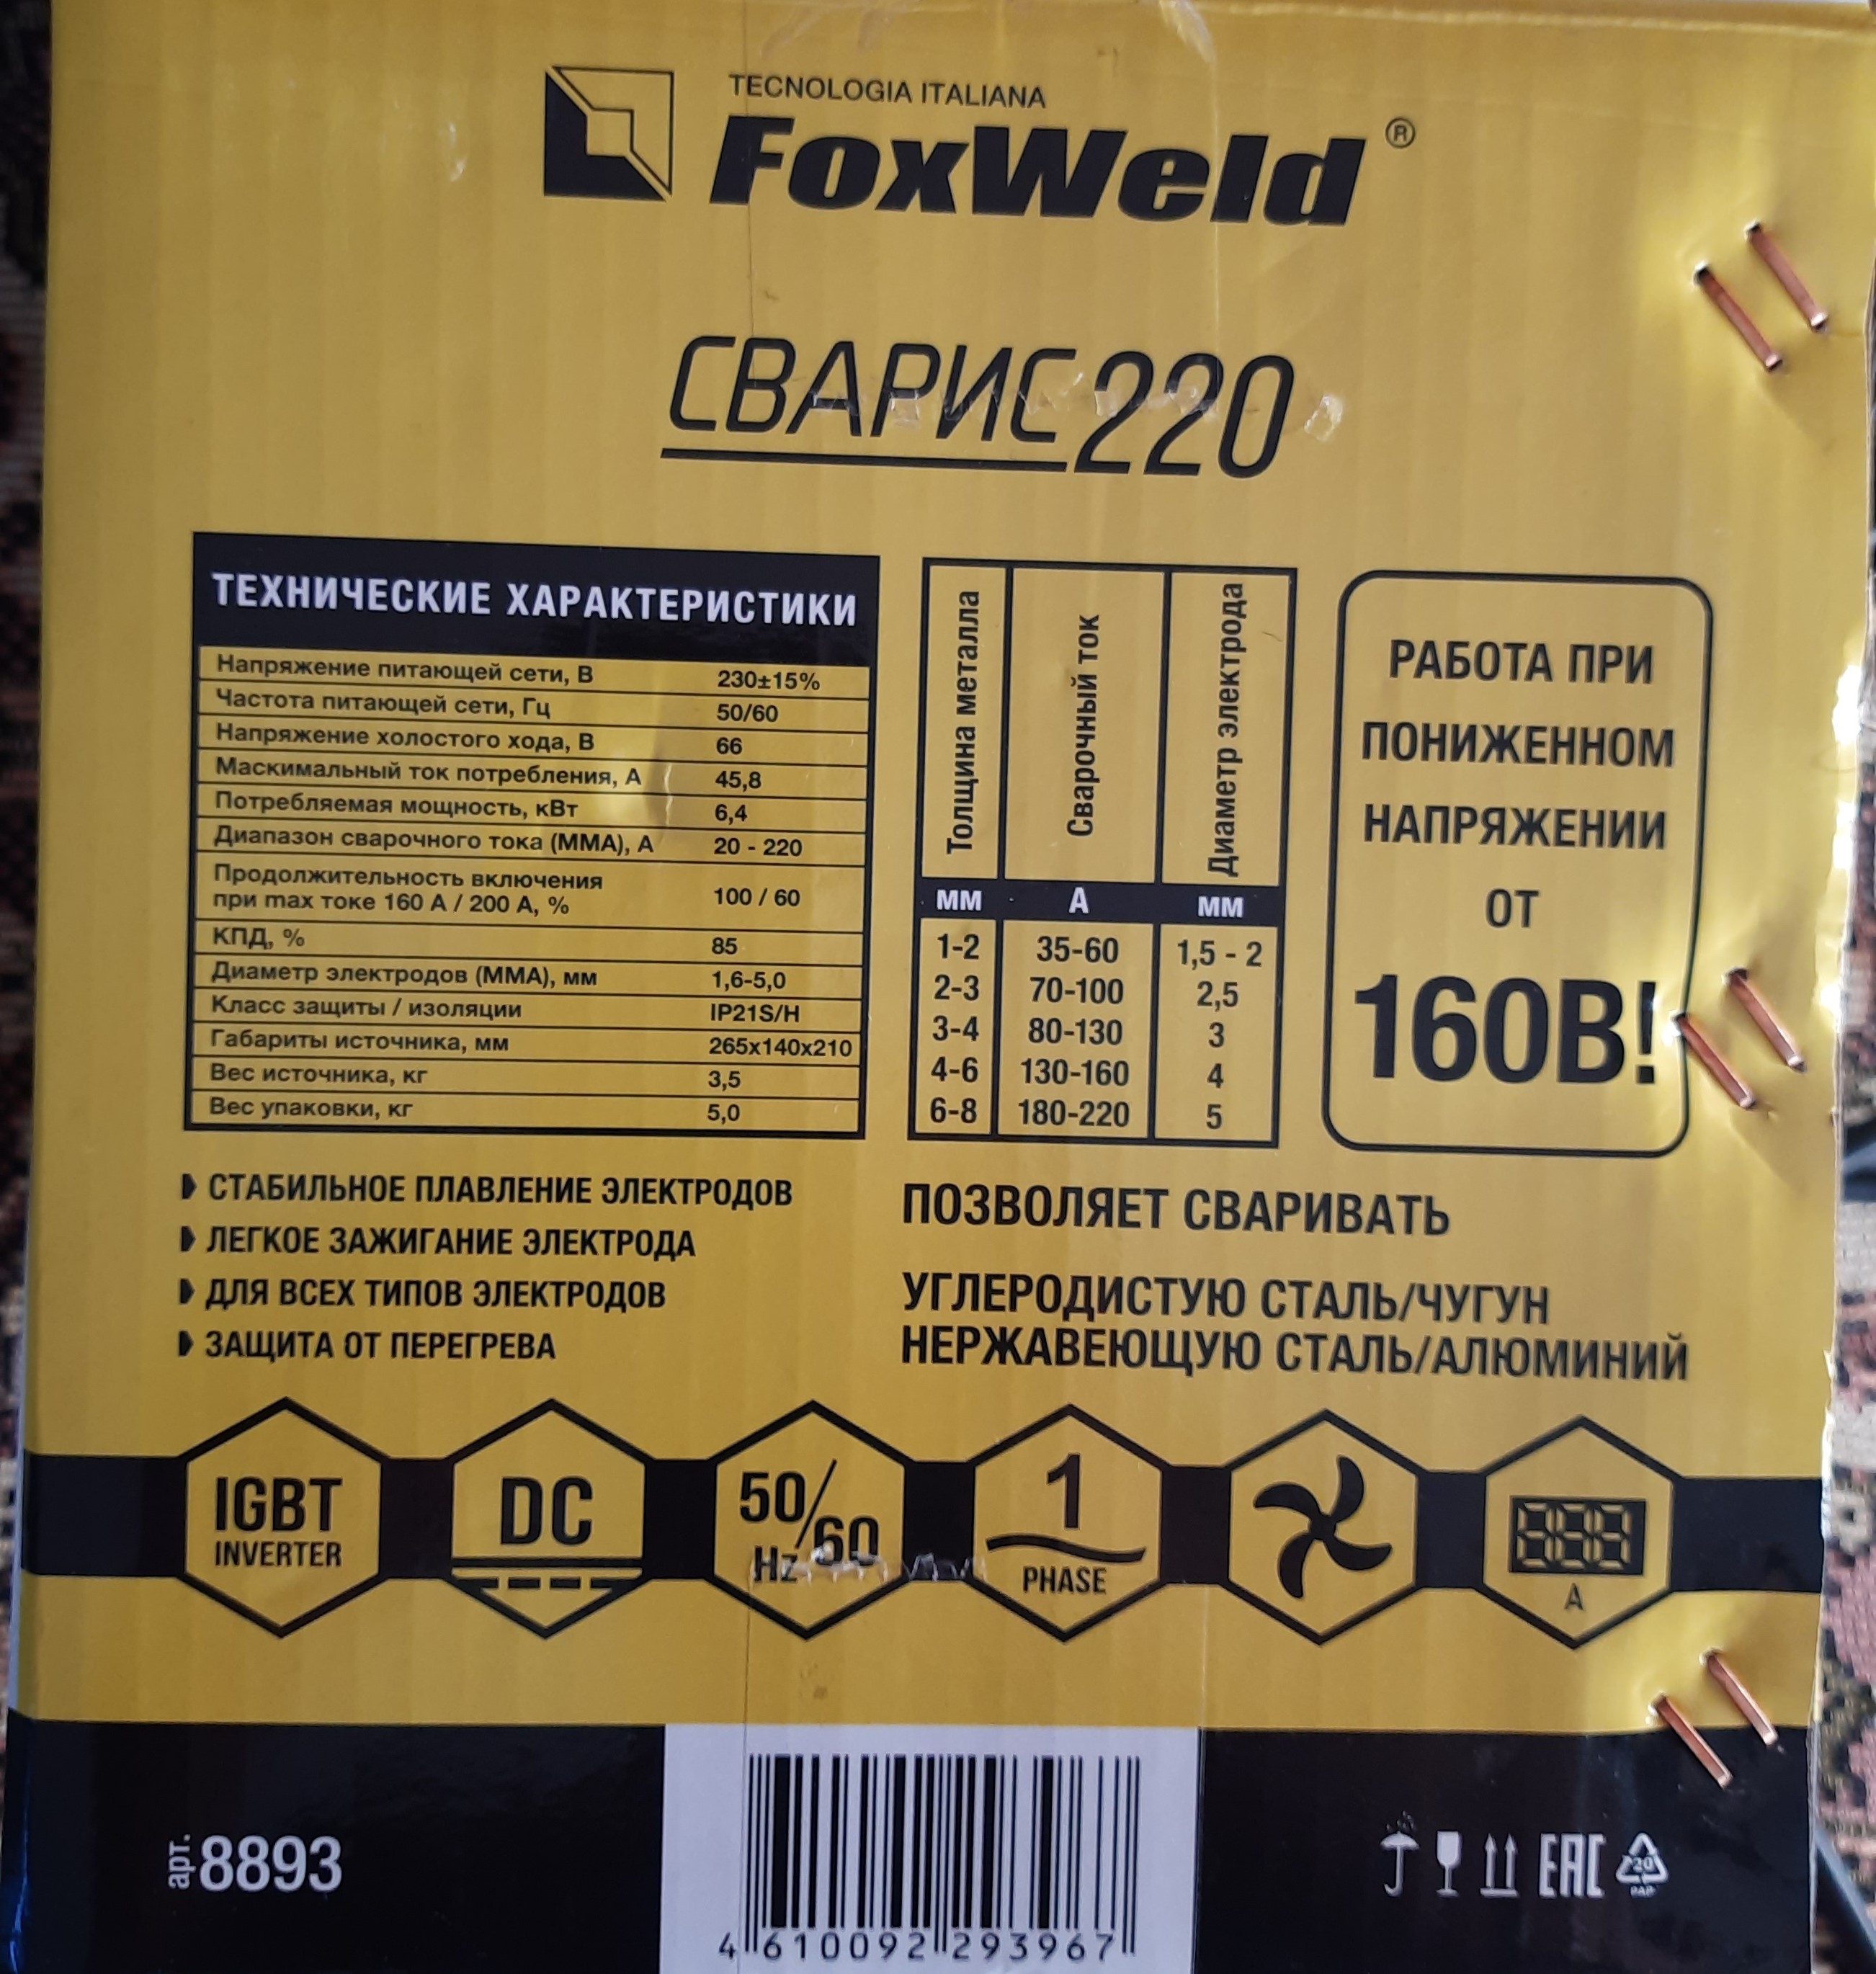 TECNOLOGIA ITALIANA
FoxWeld ®
СВАРИС 220
ТЕХНИЧЕСКИЕ ХАРАКТЕРИСТИКИ
Напряжение питающей сети, В 230±15%
Частота питающей сети, Гц 50/60
Напряжение холостого хода, В 66
Маскимальный ток потребления, А 45,8
Потребляемая мощность, кВт 6,4
Диапазон сварочного тока (ММА), А 20 - 220
Продолжительность включения
при max токе 160 А / 200 А, % 100 / 60
КПД, % 85
Диаметр электродов (ММА), мм 1,6-5,0
Класс защиты / изоляции IP21S/H
Габариты источника, мм 265х140х210
Вес источника, кг 3,5
Вес упаковки, кг 5,0
Толщина металла
Сварочный ток
Диаметр электрода
мм А мм
1-2 35-60 1,5 - 2
2-3 70-100 2,5
3-4 80-130 3
4-6 130-160 4
6-8 180-220 5
РАБОТА ПРИ
ПОНИЖЕННОМ
НАПРЯЖЕНИИ
ОТ
160В!
СТАБИЛЬНОЕ ПЛАВЛЕНИЕ ЭЛЕКТРОДОВ
ЛЕГКОЕ ЗАЖИГАНИЕ ЭЛЕКТРОДА
ДЛЯ ВСЕХ ТИПОВ ЭЛЕКТРОДОВ
ЗАЩИТА ОТ ПЕРЕГРЕВА
ПОЗВОЛЯЕТ СВАРИВАТЬ
УГЛЕРОДИСТУЮ СТАЛЬ/ЧУГУН
НЕРЖАВЕЮЩУЮ СТАЛЬ/АЛЮМИНИЙ
IGBT
INVERTER
DC
50/60
Hz
1
PHASE
888
A
арт. 8893
4 610092 293967
EAC
20
PAP